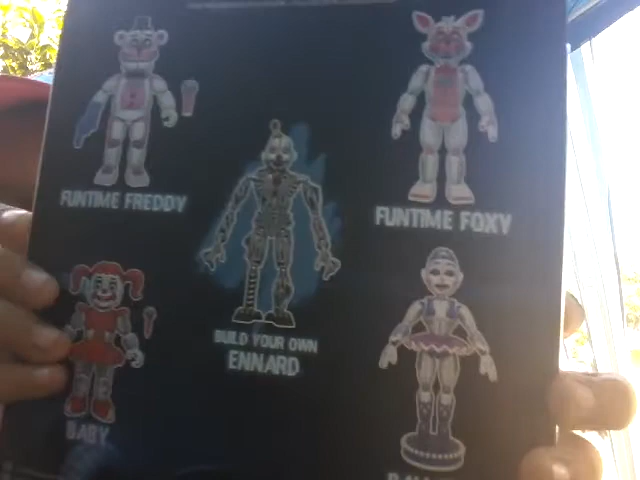 FUNTIME FREDDY
FUNTIME FOXY
BUILD YOUR OWN
ENNARD
BABY